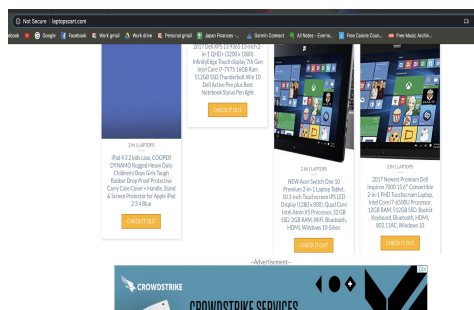 Not Secure | laptopscart.com
ebook
Google
Facebook
Work gmail
Work drive
Personal gmail
Japan Finances -...
Garmin Connect
All Notes - Everno...
Free Calorie Coun...
Free Music Archiv...
2017 Dell XPS 13 9365 13-inch 2-
in-1 QHD+ (3200 x 1800)
InfinityEdge Touch display 7th Gen
Intel Core i7-7Y75 16GB Ram
512GB SSD Thunderbolt Win 10
Dell Active Pen plus Best
Notebook Stylus Pen light
CHECK IT OUT
2 IN 1 LAPTOPS
iPad 4 3 2 kids case, COOPER
DYNAMO Rugged Heavy Duty
Children's Boys Girls Tough
Rubber Drop Proof Protective
Carry Case Cover + Handle, Stand
& Screen Protector for Apple iPad
2 3 4 Blue
CHECK IT OUT
2 IN 1 LAPTOPS
NEW Acer Switch One 10
Premium 2-in-1 Laptop Tablet,
10.1-inch Touchscreen IPS LED
Display (1280 x 800), Quad Core
Intel Atom X5 Processor, 32 GB
SSD, 2GB RAM, WiFi, Bluetooth,
HDMI, Windows 10-Silver
CHECK IT OUT
2 IN 1 LAPTOPS
2017 Newest Premium Dell
Inspiron 7000 15.6" Convertible
2-in-1 FHD Touchscreen Laptop,
Intel Core i7-6500U Processor,
12GB RAM, 512GB SSD, Backlit
Keyboard, Bluetooth, HDMI,
802.11AC, Windows 10
CHECK IT OUT
--Advertisement--
CROWDSTRIKE
CROWDSTRIKE SERVICES